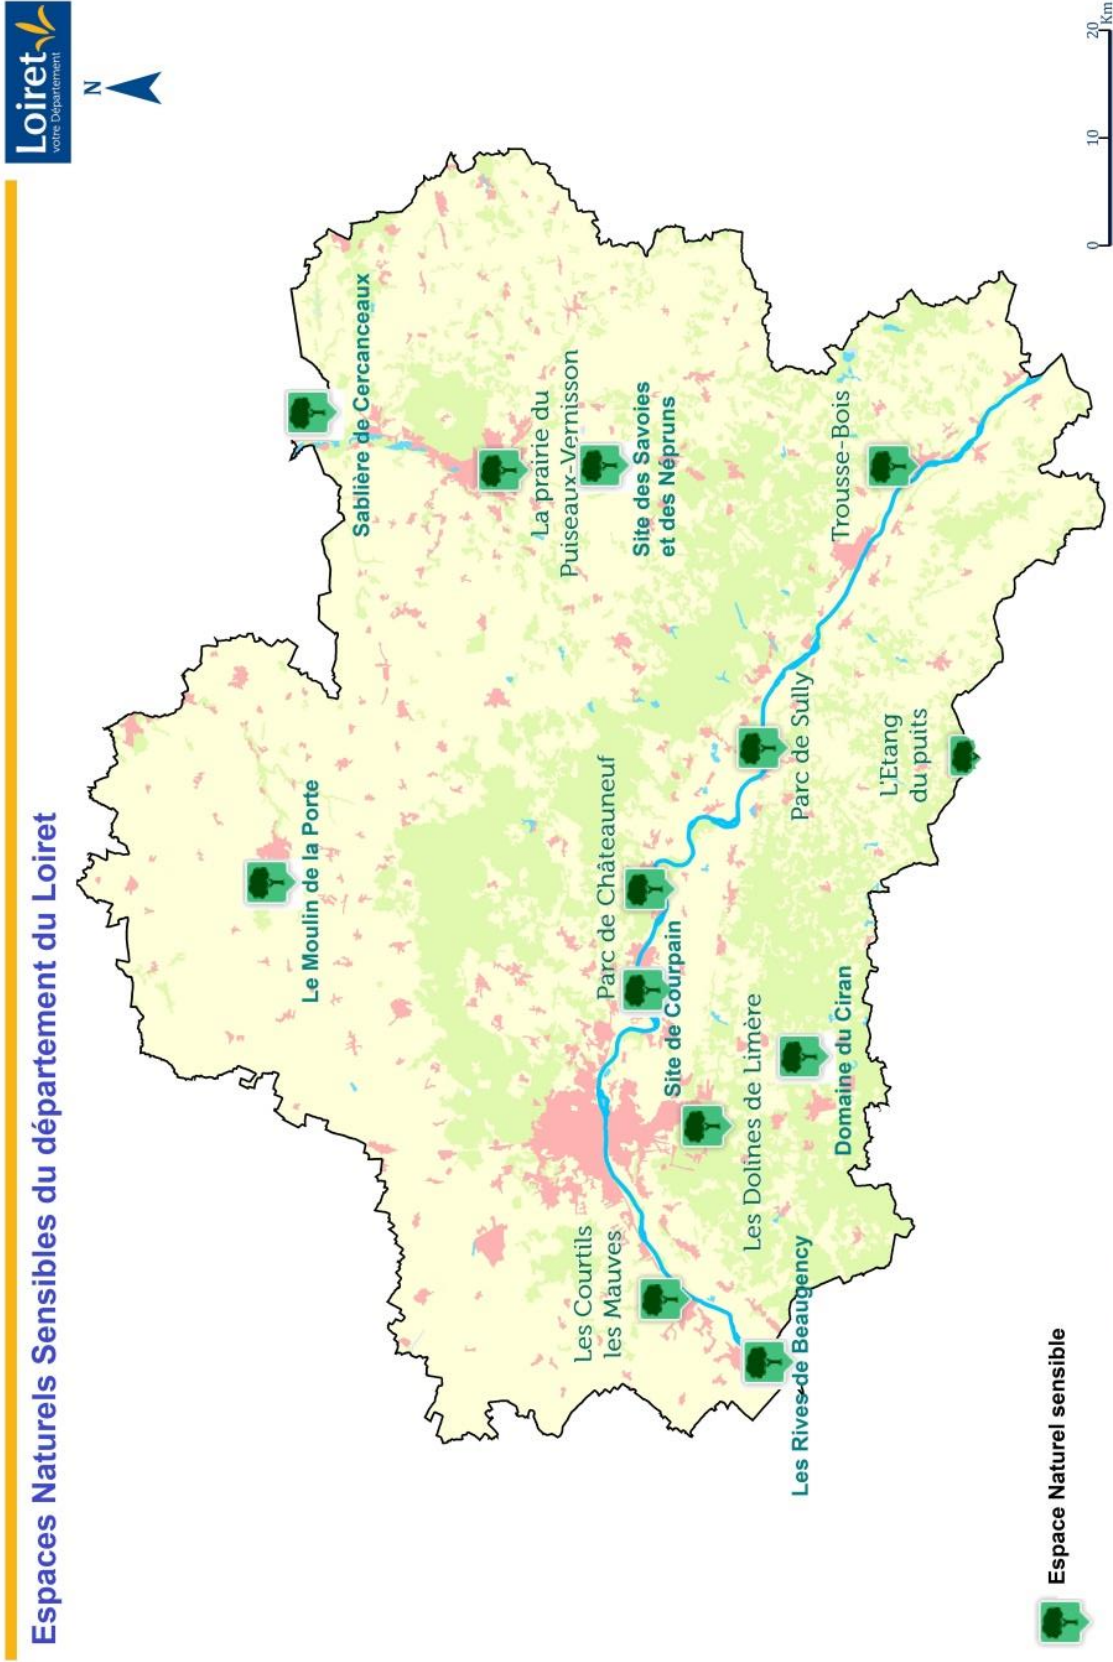 Espaces Naturels Sensibles du département du Loiret
Loiret
votre Département
N
Le Moulin de la Porte
Sablière de Cercanceaux
La prairie du
Puiseaux-Vernisson
Site des Savoies
et des Népruns
Les Courtils
les Mauves
Parc de Châteauneuf
Site de Courpain
Les Dolines de Limère
Parc de Sully
Trousse-Bois
Les Rives de Beaugency
Domaine du Ciran
L'Etang
du puits
Espace Naturel sensible
0 10 20
Km